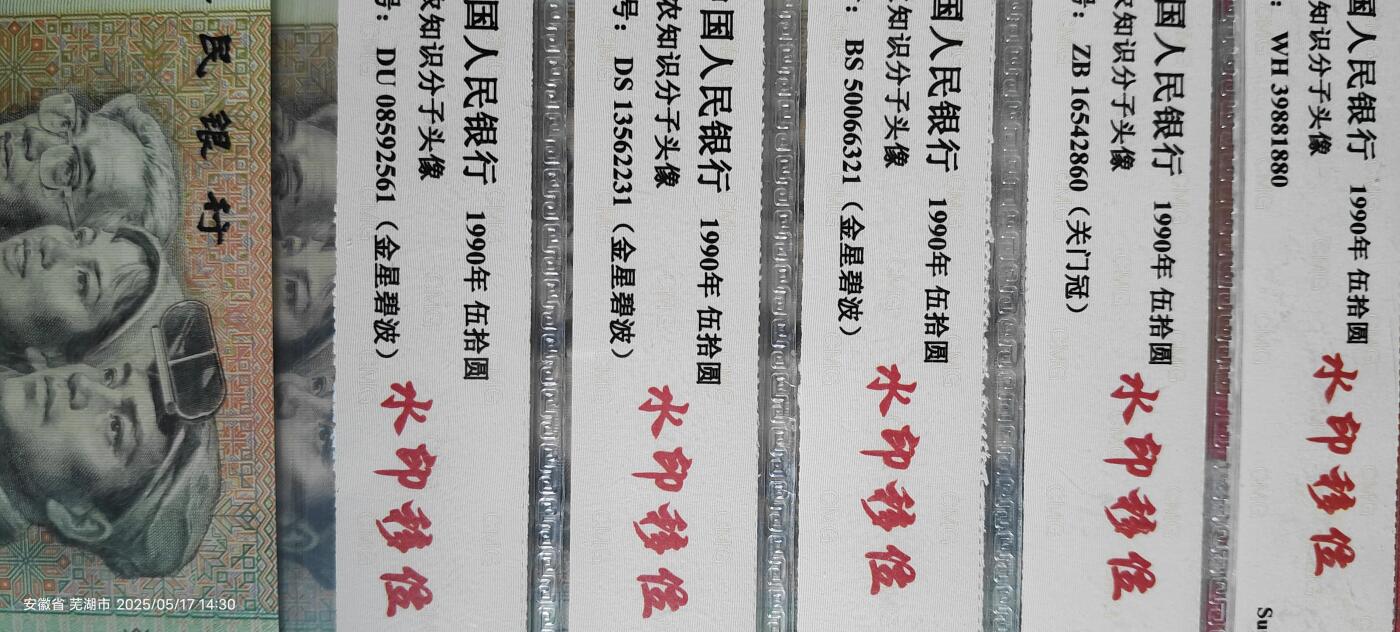 民银行
国人民银行 1990年 伍拾圆
农知识分子头像
号： DU 08592561（金星碧波）
水印移位
国人民银行 1990年 伍拾圆
农知识分子头像
号： DS 13562231（金星碧波）
水印移位
国人民银行 1990年 伍拾圆
知识分子头像
： BS 50066321（金星碧波）
水印移位
国人民银行 1990年 伍拾圆
农知识分子头像
号： ZB 16542860（关门冠）
水印移位
国人民银行 1990年 伍拾圆
知识分子头像
： WH 39881880
水印移位
Su
安徽省 芜湖市 2025/05/17 14:30